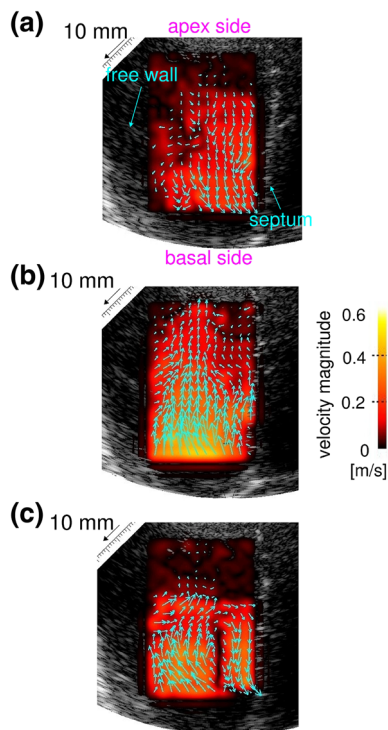 (a)
apex side
10 mm
free wall
septum
basal side
(b)
10 mm
0.6
0.4
0.2
0
velocity magnitude
[m/s]
(c)
10 mm